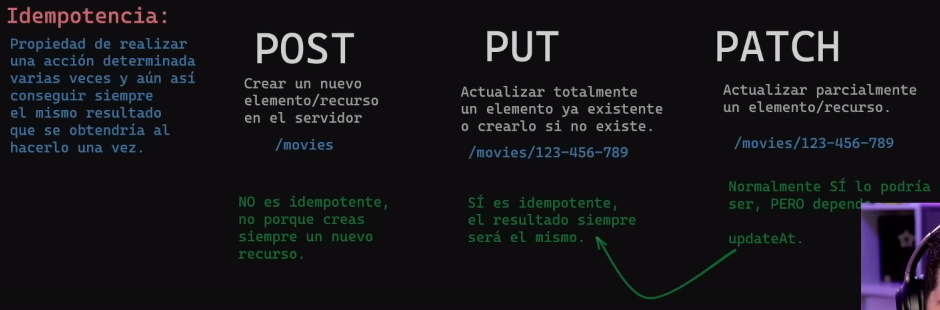 Idempotencia:
Propiedad de realizar
una acción determinada
varias veces y aún así
conseguir siempre
el mismo resultado
que se obtendría al
hacerlo una vez.
POST
Crear un nuevo
elemento/recurso
en el servidor
/movies
NO es idempotente,
no porque creas
siempre un nuevo
recurso.
PUT
Actualizar totalmente
un elemento ya existente
o crearlo si no existe.
/movies/123-456-789
SÍ es idempotente,
el resultado siempre
será el mismo.
PATCH
Actualizar parcialmente
un elemento/recurso.
/movies/123-456-789
Normalmente SÍ lo podría
ser, PERO depende
updateAt.